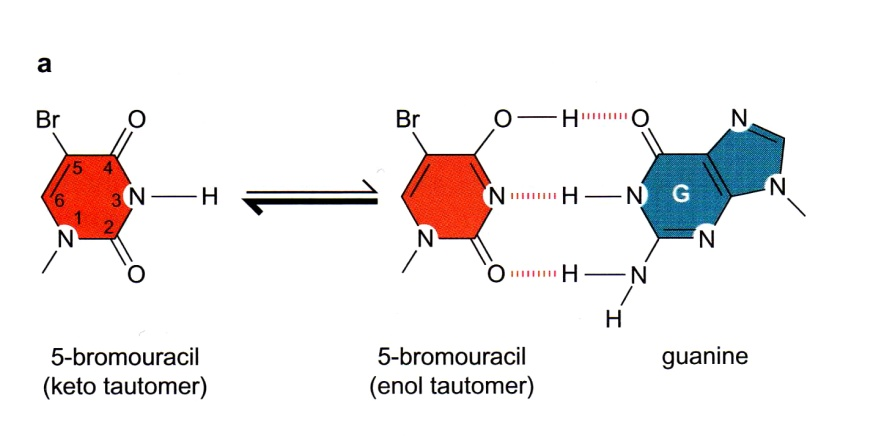 a
Br O Br O H O N
5 4
6 3 N H N H N G
1 2
N N N N
O O H N
H
5-bromouracil 5-bromouracil guanine
(keto tautomer) (enol tautomer)